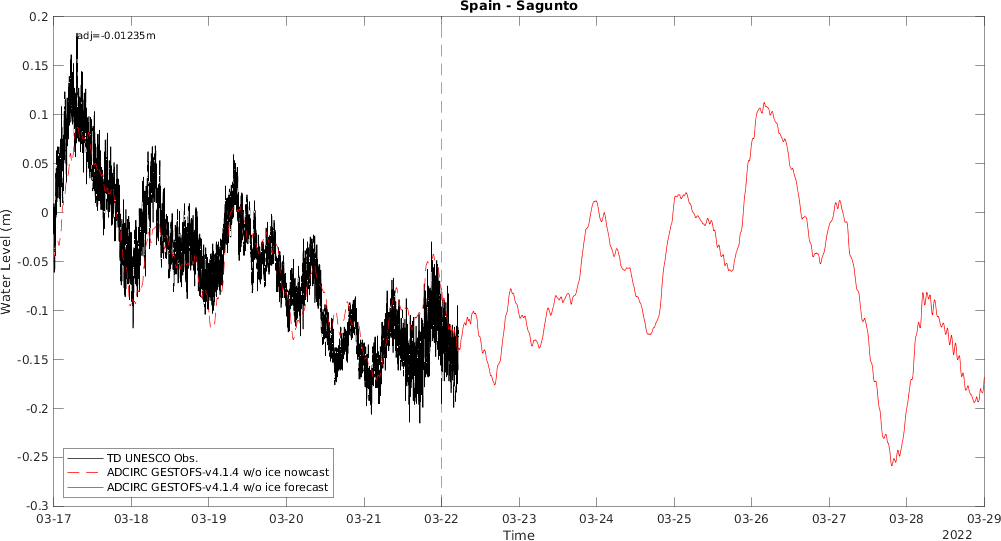 Spain - Sagunto
adj=-0.01235m
0.2
0.15
0.1
0.05
0
-0.05
-0.1
-0.15
-0.2
-0.25
-0.3
Water Level (m)
TD UNESCO Obs.
ADCIRC GESTOFS-v4.1.4 w/o ice nowcast
ADCIRC GESTOFS-v4.1.4 w/o ice forecast
03-17 03-18 03-19 03-20 03-21 03-22 03-23 03-24 03-25 03-26 03-27 03-28 03-29
Time
2022